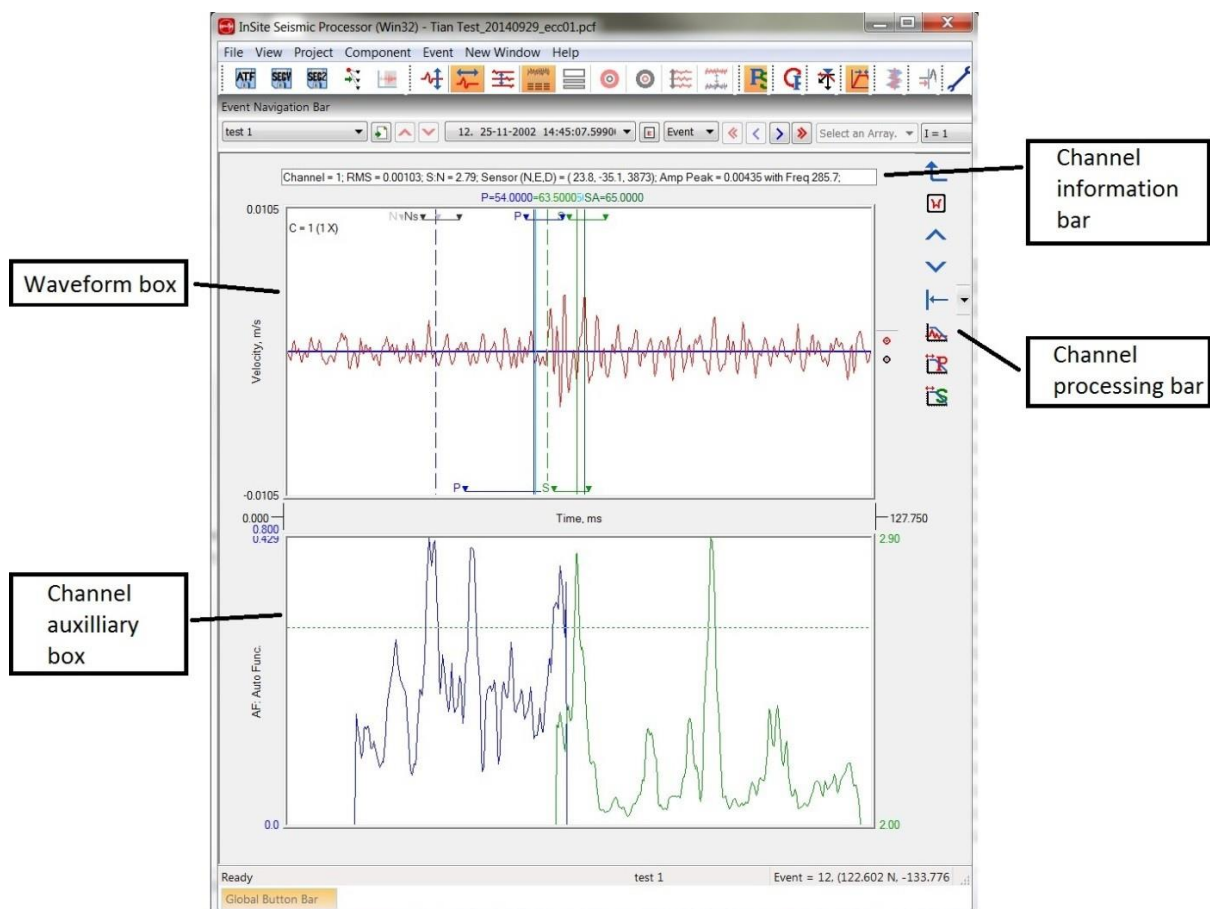 InSite Seismic Processor (Win32) - Tian Test_20140929_ecc01.pcf
File View Project Component Event New Window Help
ATF SEGY SEG2
Event Navigation Bar
test 1 12. 25-11-2002 14:45:07.5990 E Event Select an Array. I = 1
Channel information bar
Channel = 1; RMS = 0.00103; S:N = 2.79; Sensor (N,E,D) = ( 23.8, -35.1, 3873); Amp Peak = 0.00435 with Freq 285.7;
P=54.0000 =63.5000 SA=65.0000
0.0105
N Ns P S
C = 1 (1 X)
W
Waveform box
Velocity, m/s
Channel processing bar
-0.0105
P S
0.000 Time, ms 127.750
0.800
0.429 2.90
Channel auxilliary box
AF: Auto Func.
0.0 2.00
Ready test 1 Event = 12, (122.602 N, -133.776
Global Button Bar